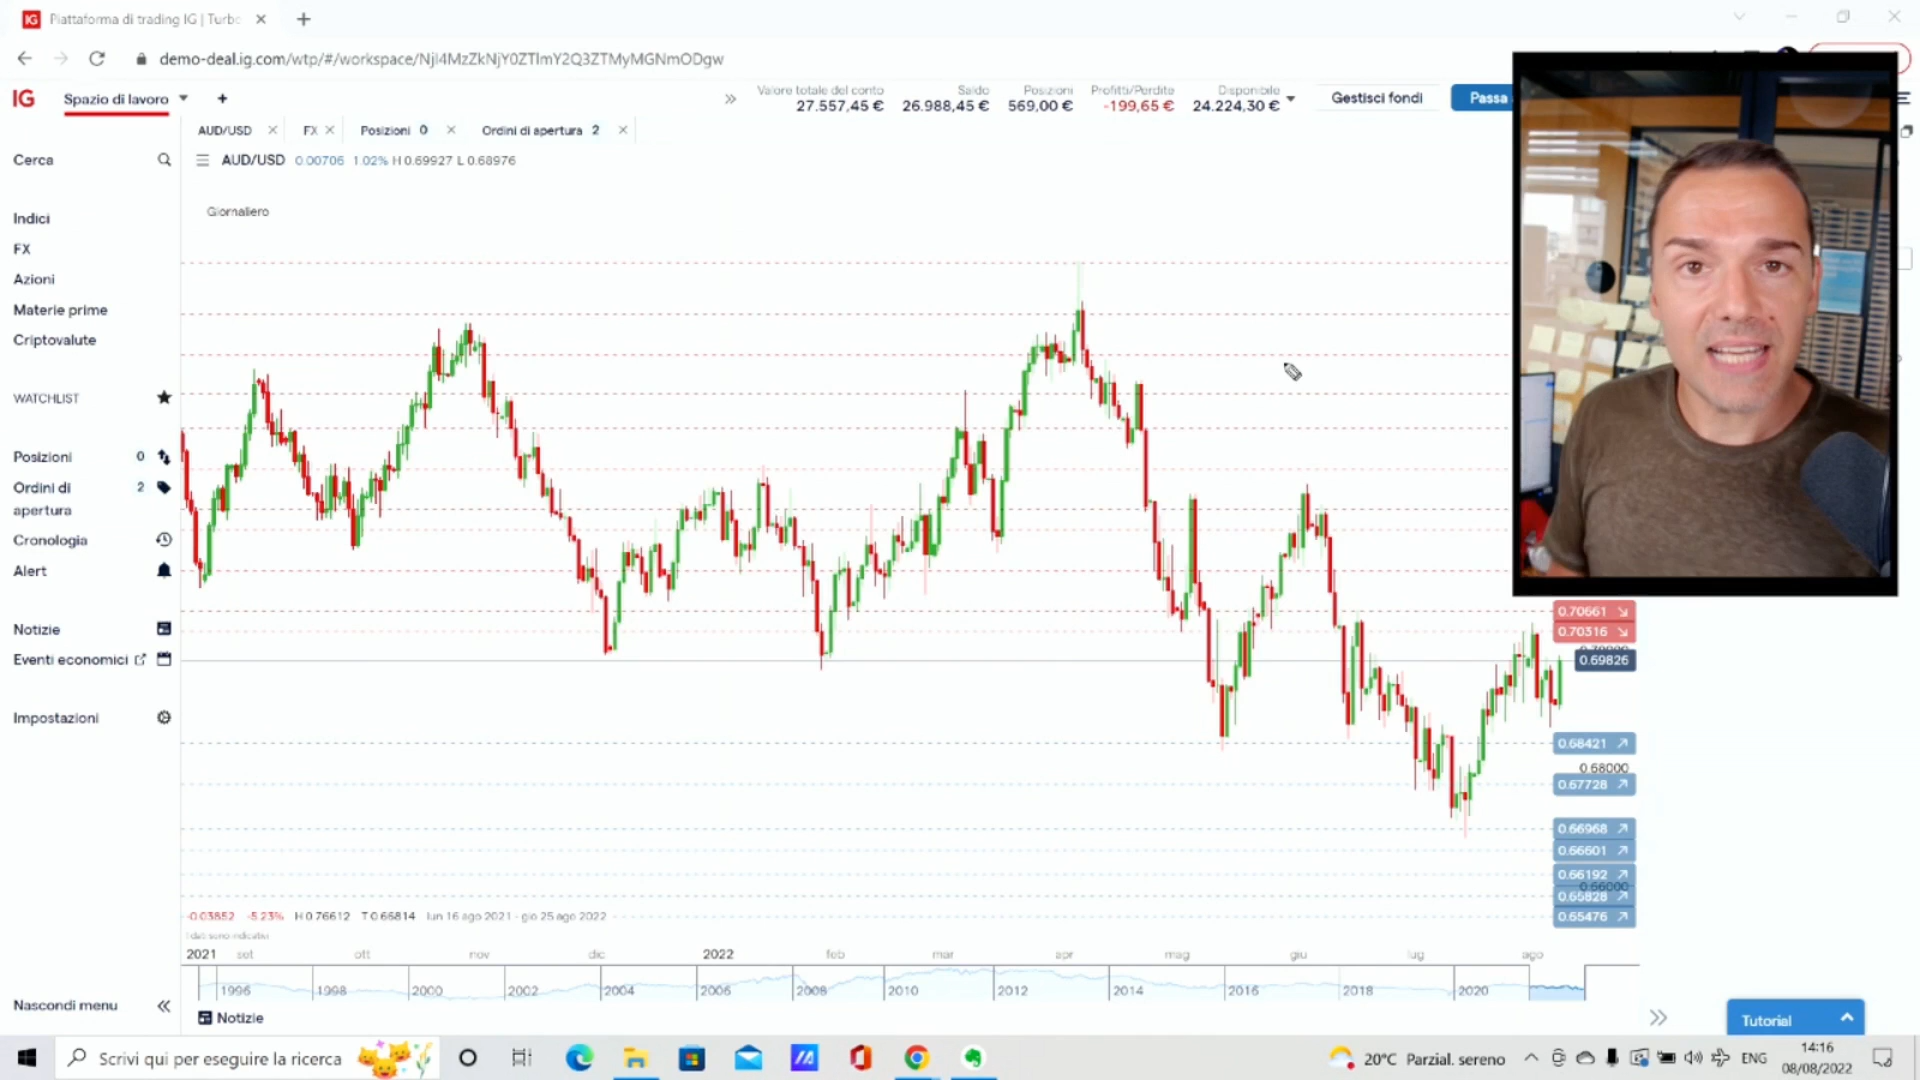 IG Piattaforma di trading IG | Turbo
demo-deal.ig.com/wtp/#/workspace/NjI4MzZkNjY0ZTImY2Q3ZTMyMGNmODgw
IG Spazio di lavoro
Valore totale del conto Saldo Posizioni Profitti/Perdite Disponibile
27.557,45 € 26.988,45 € 569,00 € -199,65 € 24.224,30 €
Gestisci fondi
Passa
AUD/USD FX Posizioni 0 Ordini di apertura 2
AUD/USD 0.00706 1.02% H 0.69927 L 0.68976
Giornaliero
Cerca
Indici
FX
Azioni
Materie prime
Criptovalute
WATCHLIST
Posizioni 0
Ordini di apertura 2
Cronologia
Alert
Notizie
Eventi economici
Impostazioni
Nascondi menu
0.70661
0.70316
0.69826
0.68421
0.68000
0.67728
0.66968
0.66601
0.66192
0.66000
0.65828
0.65476
-0.03852 -5.23% H 0.76612 T 0.66814 lun 16 ago 2021 - gio 25 ago 2022
I dati sono indicativi
2021 set ott nov dic 2022 feb mar apr mag giu lug ago
1996 1998 2000 2002 2004 2006 2008 2010 2012 2014 2016 2018 2020
Notizie
Tutorial
Scrivi qui per eseguire la ricerca
20°C Parzial. sereno
ENG
14:16
08/08/2022